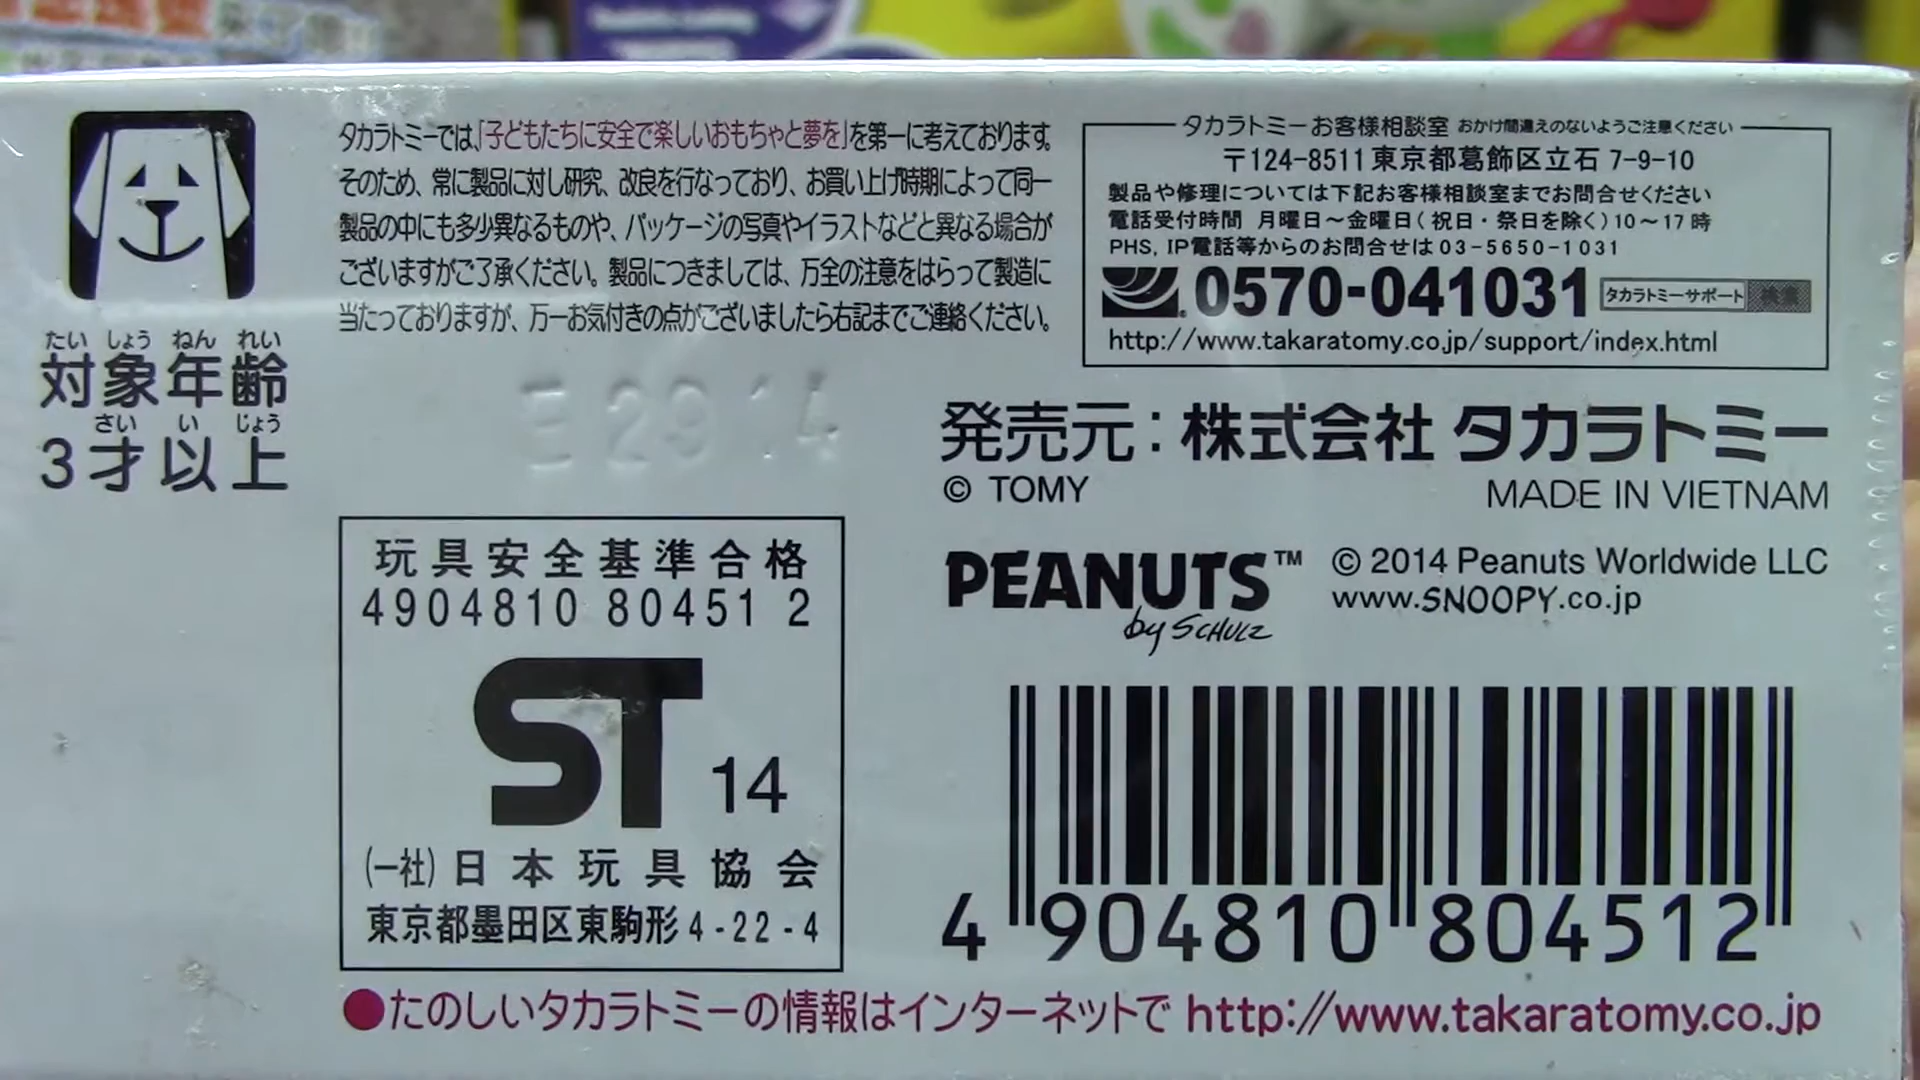 たい しょう ねん れい
対象年齢
さい い じょう
3才以上
タカラトミーでは、「子どもたちに安全で楽しいおもちゃと夢を」を第一に考えております。
そのため、常に製品に対し研究、改良を行なっており、お買い上げ時期によって同一
製品の中にも多少異なるものや、パッケージの写真やイラストなどと異なる場合が
ございますがご了承ください。製品につきましては、万全の注意をはらって製造に
当たっておりますが、万一お気付きの点がございましたら右記までご連絡ください。
タカラトミーお客様相談室 おかけ間違えのないようご注意ください
〒124-8511 東京都葛飾区立石 7-9-10
製品や修理については下記お客様相談室までお問合せください
電話受付時間 月曜日〜金曜日(祝日・祭日を除く)10〜17時
PHS, IP電話等からのお問合せは 03-5650-1031
0570-041031 タカラトミーサポート 検索
http://www.takaratomy.co.jp/support/index.html
発売元:株式会社 タカラトミー
© TOMY MADE IN VIETNAM
PEANUTS™
by SCHULZ
© 2014 Peanuts Worldwide LLC
www.SNOOPY.co.jp
玩具安全基準合格
4904810 80451 2
ST 14
(一社) 日本玩具協会
東京都墨田区東駒形 4-22-4
4 904810 804512
●たのしいタカラトミーの情報はインターネットで http://www.takaratomy.co.jp